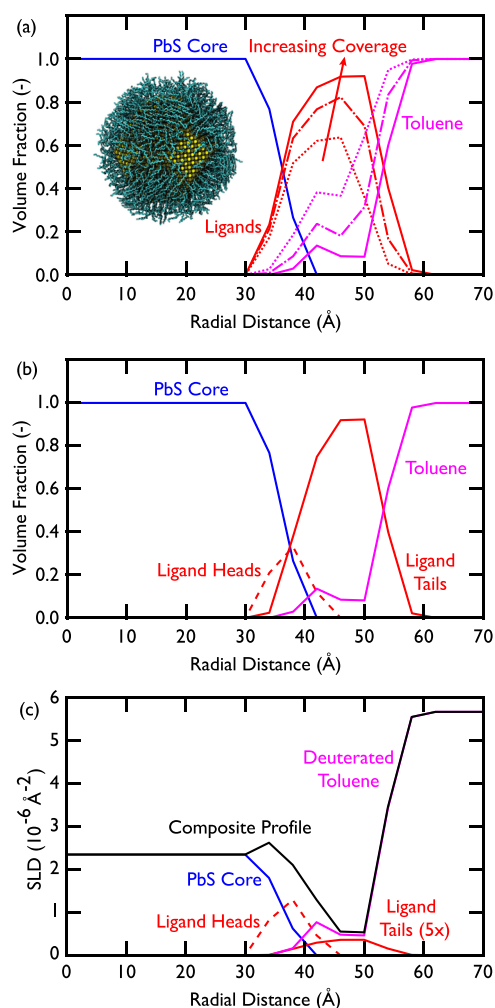 (a)
PbS Core
Increasing Coverage
Toluene
Ligands
Volume Fraction (-)
1.0
0.8
0.6
0.4
0.2
0.0
0 10 20 30 40 50 60 70
Radial Distance (Å)
(b)
PbS Core
Toluene
Ligand Heads
Ligand
Tails
Volume Fraction (-)
1.0
0.8
0.6
0.4
0.2
0.0
0 10 20 30 40 50 60 70
Radial Distance (Å)
(c)
Deuterated
Toluene
Composite Profile
PbS Core
Ligand Heads
Ligand
Tails (5x)
SLD (10⁻⁶ Å⁻²)
6
5
4
3
2
1
0
0 10 20 30 40 50 60 70
Radial Distance (Å)